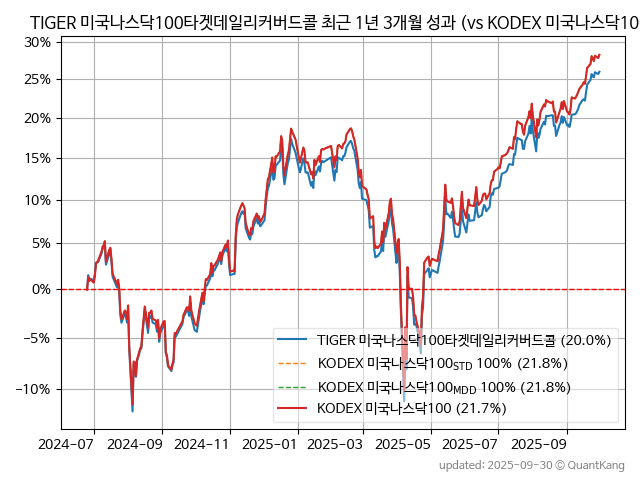 TIGER 미국나스닥100타겟데일리커버드콜 최근 1년 3개월 성과 (vs KODEX 미국나스닥10
30%
25%
20%
15%
10%
5%
0%
−5%
−10%
TIGER 미국나스닥100타겟데일리커버드콜 (20.0%)
KODEX 미국나스닥100STD 100% (21.8%)
KODEX 미국나스닥100MDD 100% (21.8%)
KODEX 미국나스닥100 (21.7%)
2024-07 2024-09 2024-11 2025-01 2025-03 2025-05 2025-07 2025-09
updated: 2025-09-30 © QuantKang